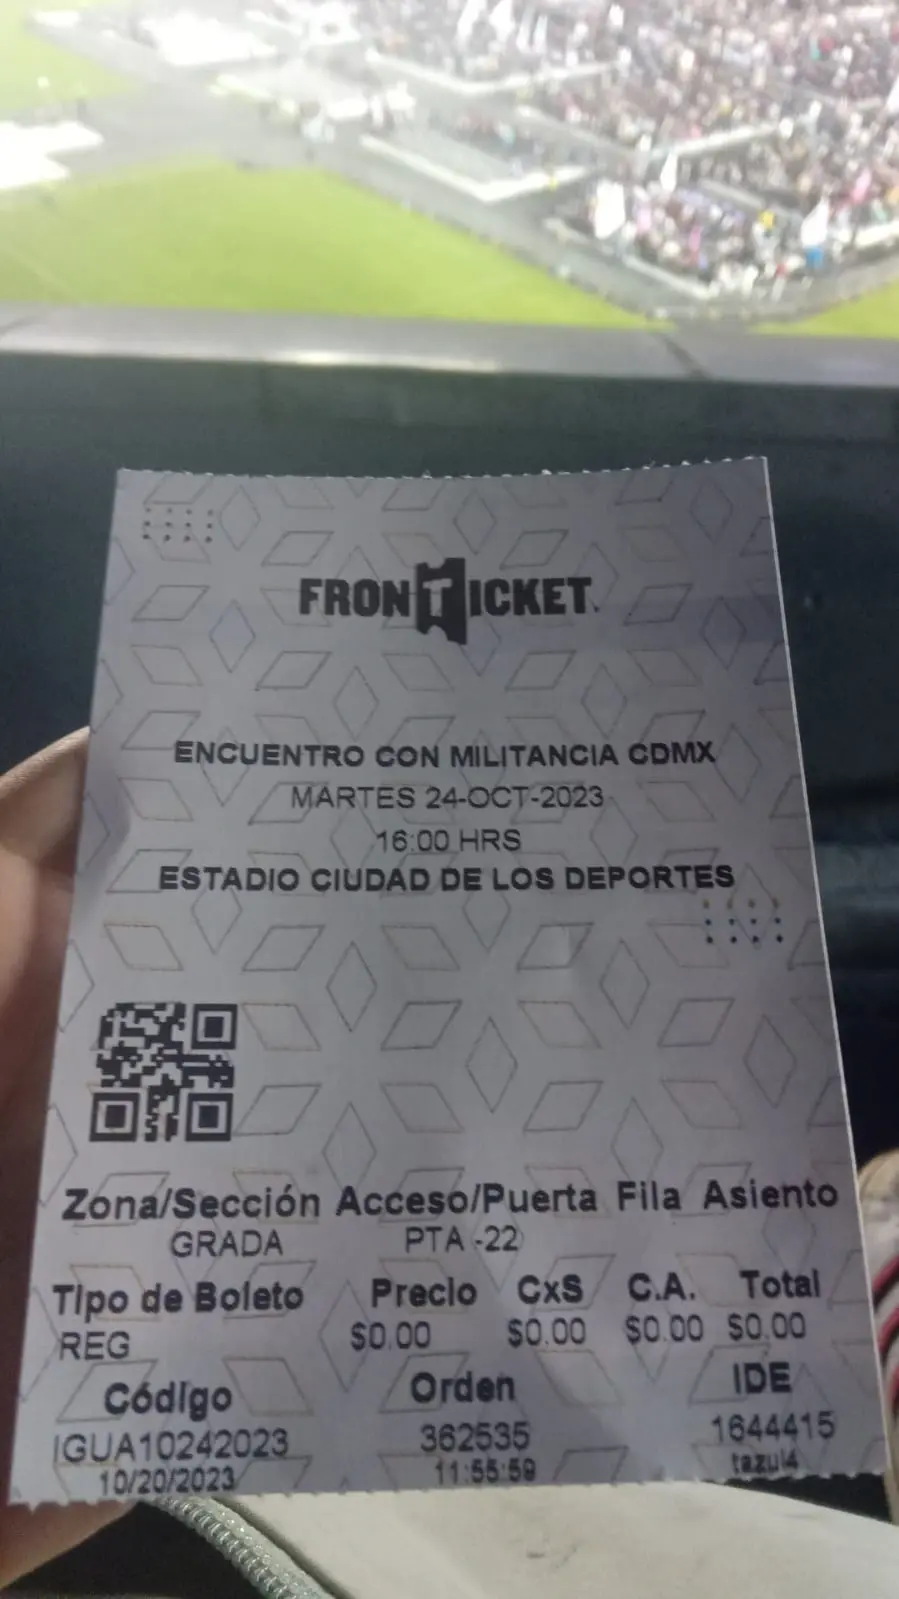 FRONTICKET.
ENCUENTRO CON MILITANCIA CDMX
MARTES 24-OCT-2023
16:00 HRS
ESTADIO CIUDAD DE LOS DEPORTES
Zona/Sección Acceso/Puerta Fila Asiento
GRADA PTA -22
Tipo de Boleto Precio CxS C.A. Total
REG $0.00 $0.00 $0.00 $0.00
Código Orden IDE
IGUA10242023 362535 1644415
10/20/2023 11:55:59 tazul4